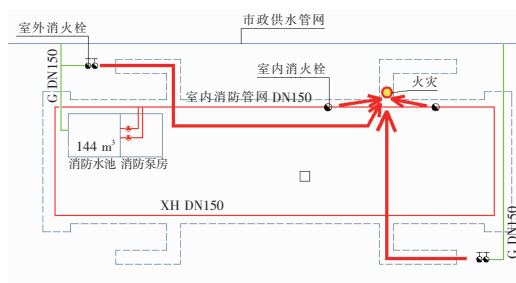 市政供水管网
室外消火栓
室内消火栓
火灾
G DN150
室内消防管网 DN150
144 m³
消防水池 消防泵房
XH DN150
G DN150